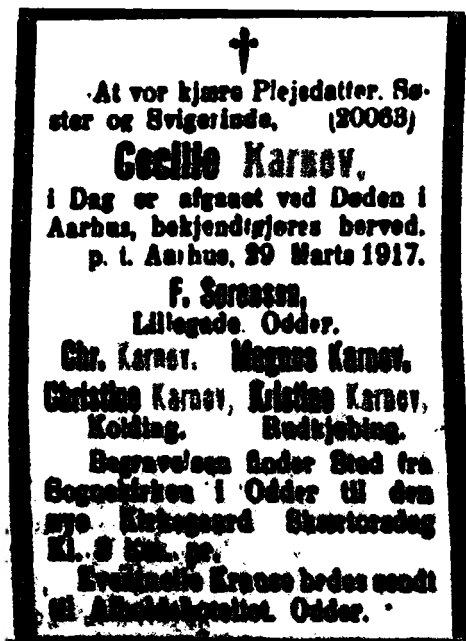 At vor kjære Plejedatter, Sø-
ster og Svigerinde, (20063)
Cecilie Karnov,
i Dag er afgaaet ved Døden i
Aarhus, bekjendtgjøres herved.
p. t. Aarhus, 29 Marts 1917.
F. Sørensen,
Lillegade. Odder.
Chr. Karnov. Magnus Karnov.
Christine Karnov, Kristine Karnov,
Kolding. Rudkjøbing.
Begravelsen finder Sted fra
Sognekirken i Odder til den
nye Kirkegaard Skærtorsdag
Kl.
Eventuelle Kranse bedes sendt
til Afholdshotellet. Odder.